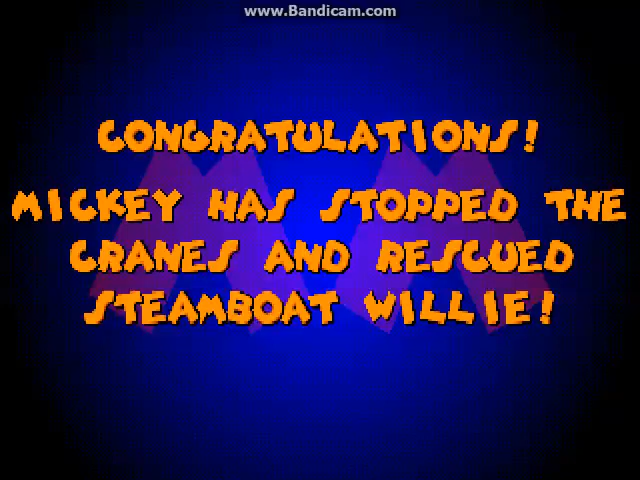 www.Bandicam.com
CONGRATULATIONS!
MICKEY HAS STOPPED THE
CRANES AND RESCUED
STEAMBOAT WILLIE!